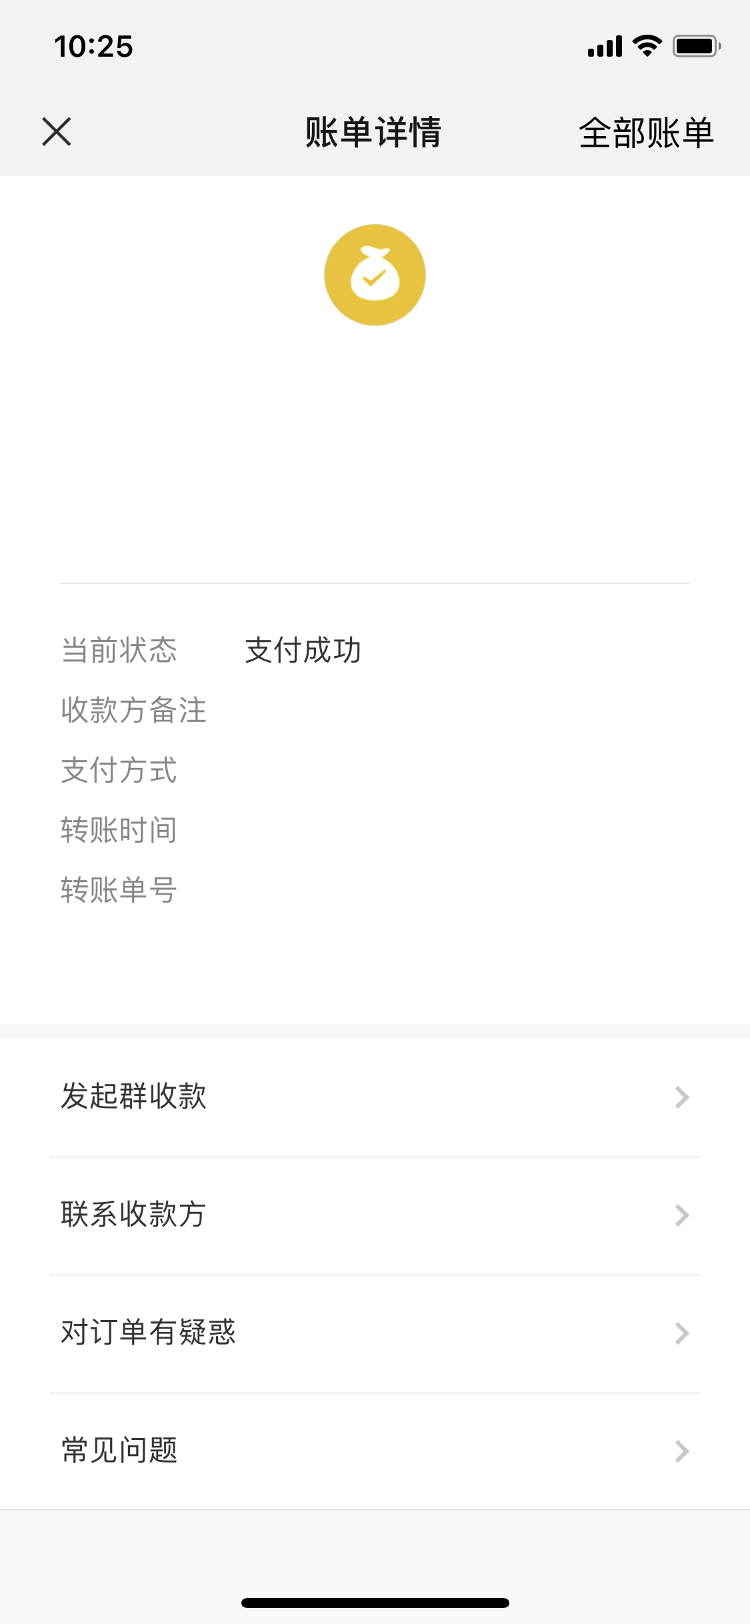 10:25
账单详情 全部账单
当前状态 支付成功
收款方备注
支付方式
转账时间
转账单号
发起群收款
联系收款方
对订单有疑惑
常见问题